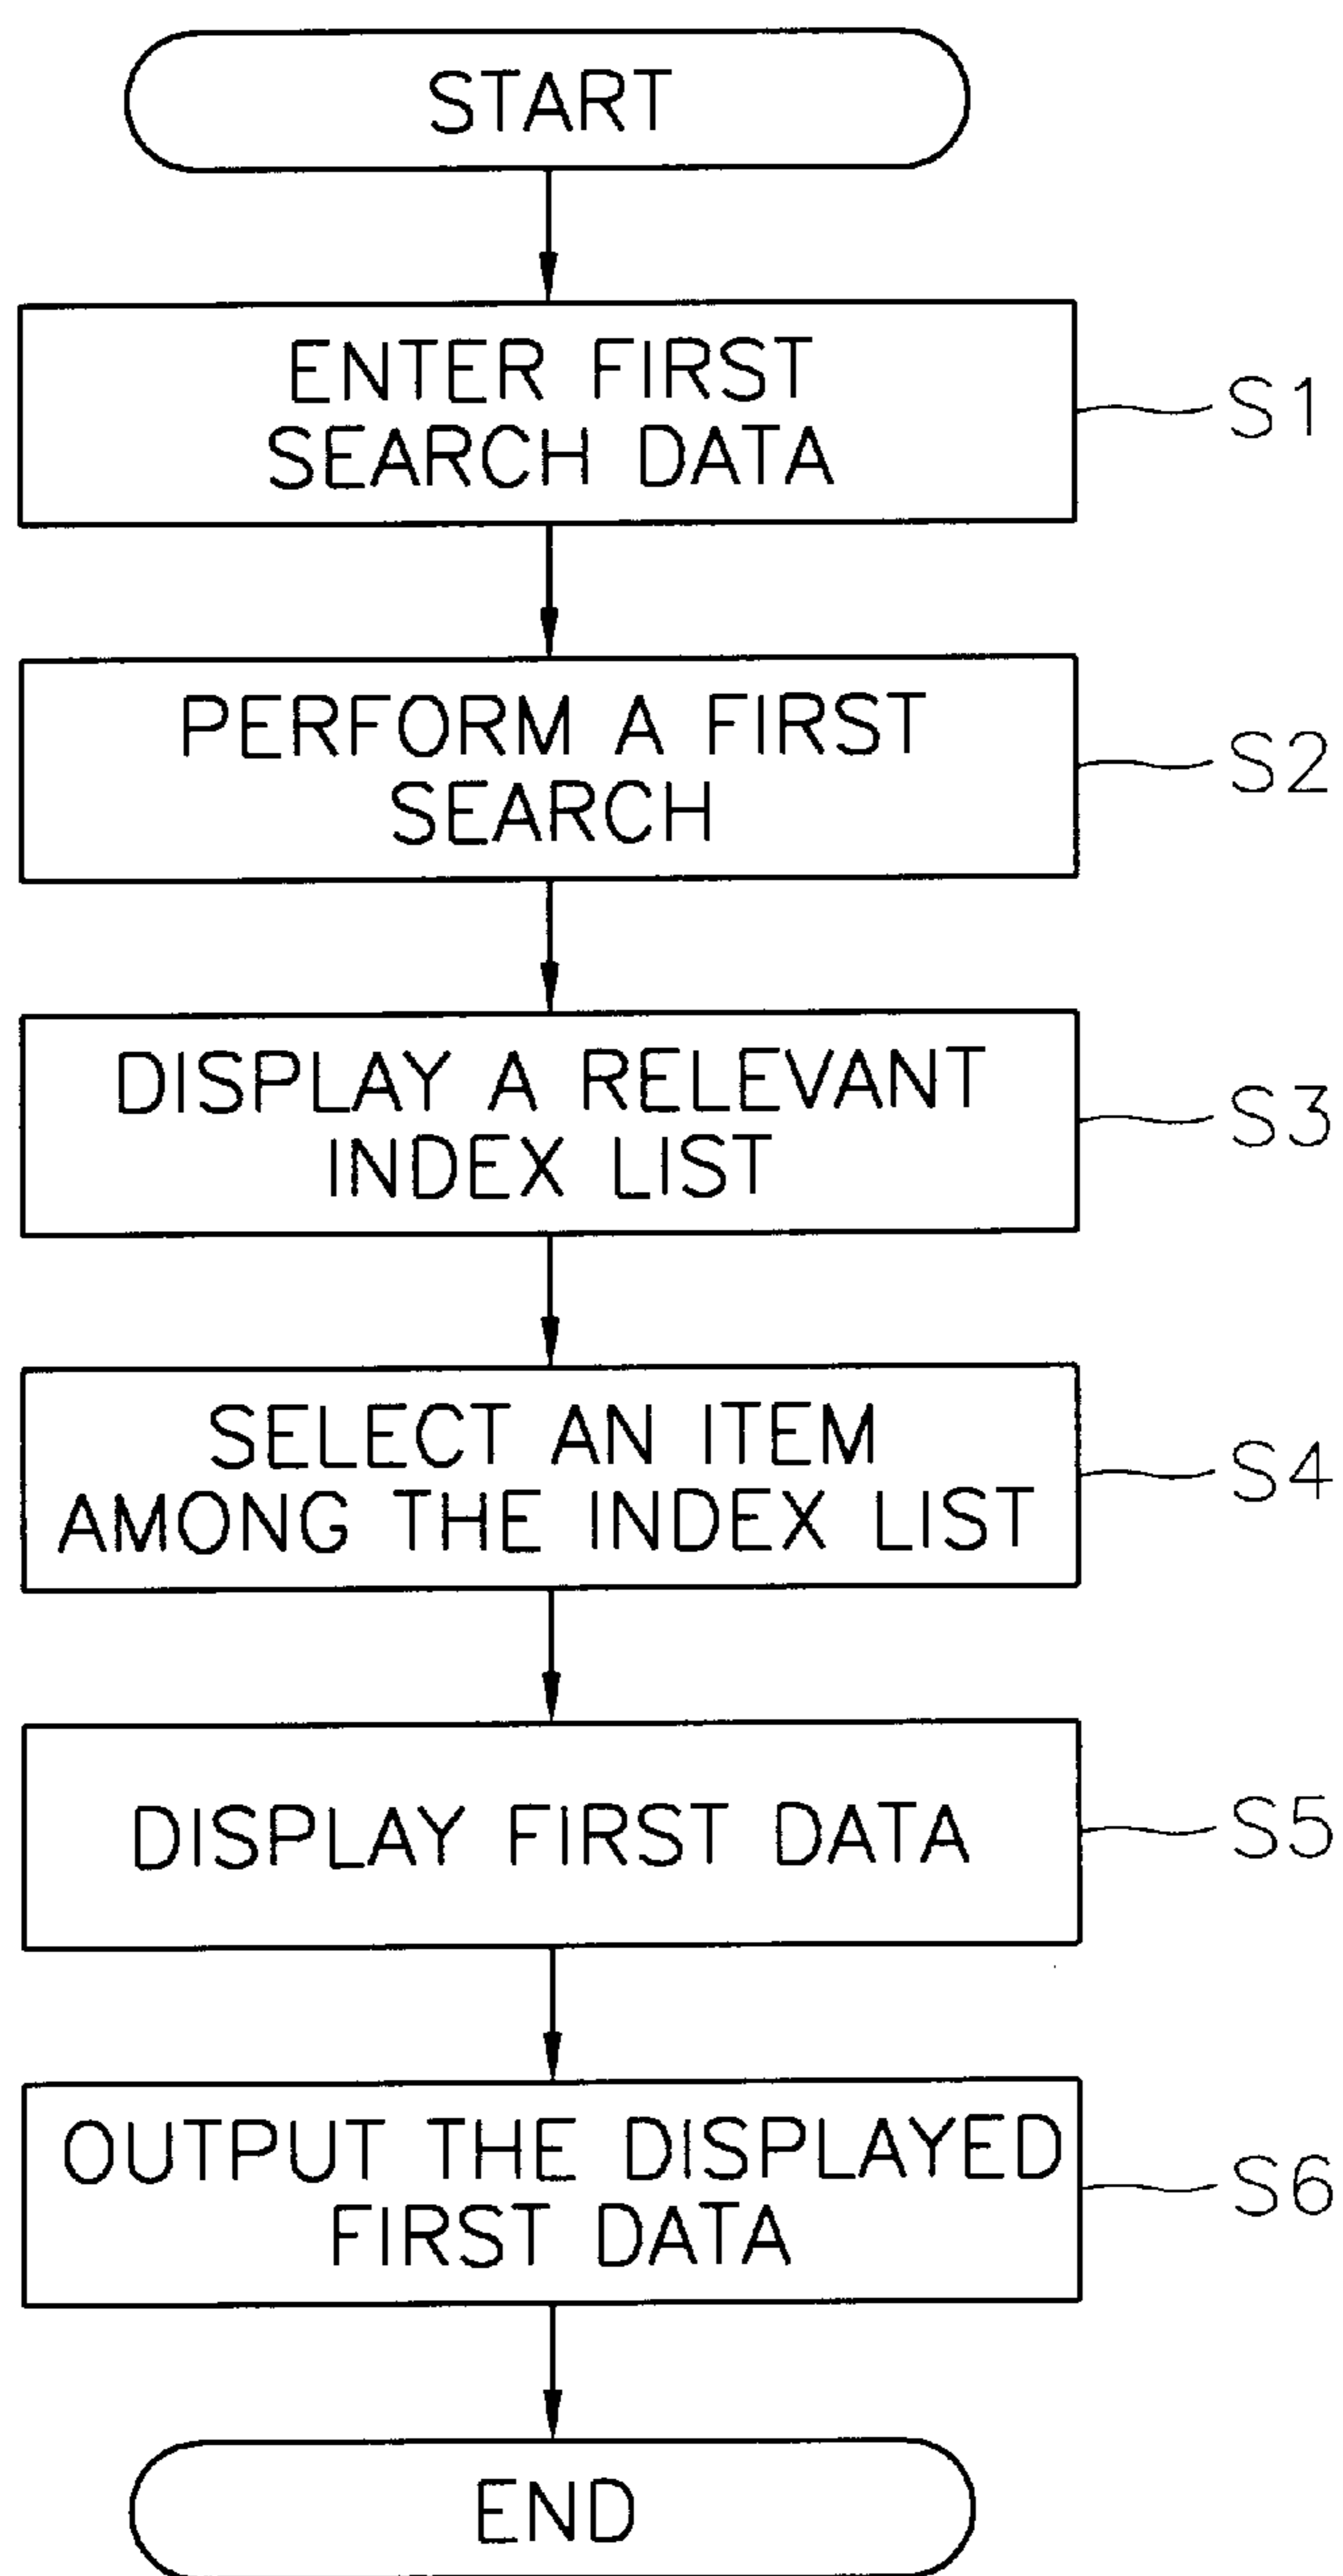 START
ENTER FIRST
SEARCH DATA
S1
PERFORM A FIRST
SEARCH
S2
DISPLAY A RELEVANT
INDEX LIST
S3
SELECT AN ITEM
AMONG THE INDEX LIST
S4
DISPLAY FIRST DATA
S5
OUTPUT THE DISPLAYED
FIRST DATA
S6
END